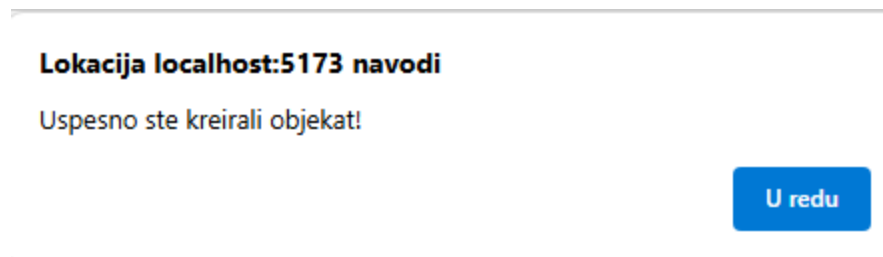 Lokacija localhost:5173 navodi
Uspesno ste kreirali objekat!
U redu